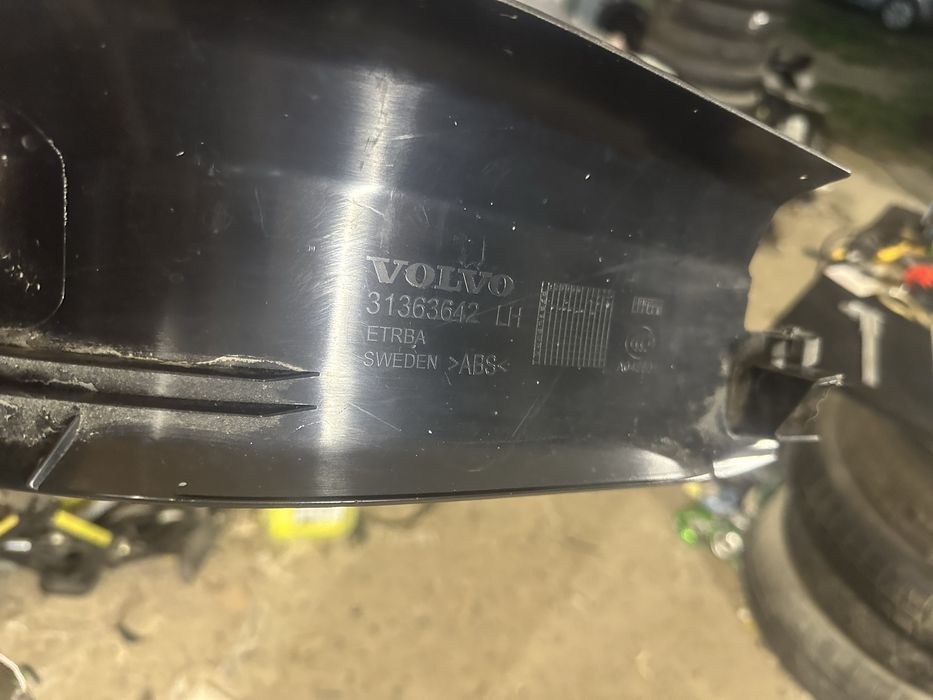 VOLVO
31363642 LH
ETRBA
SWEDEN >ABS<